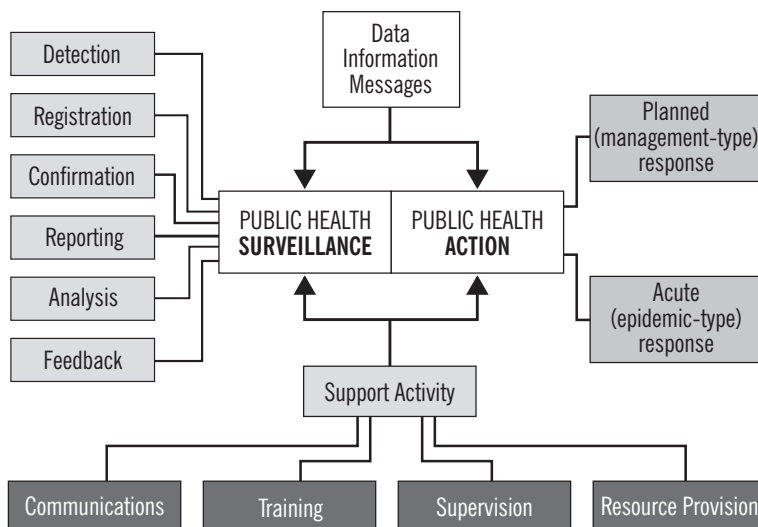 Data
Information
Messages
Detection
Registration
Confirmation
Reporting
Analysis
Feedback
PUBLIC HEALTH
SURVEILLANCE
PUBLIC HEALTH
ACTION
Planned
(management-type)
response
Acute
(epidemic-type)
response
Support Activity
Communications
Training
Supervision
Resource Provision